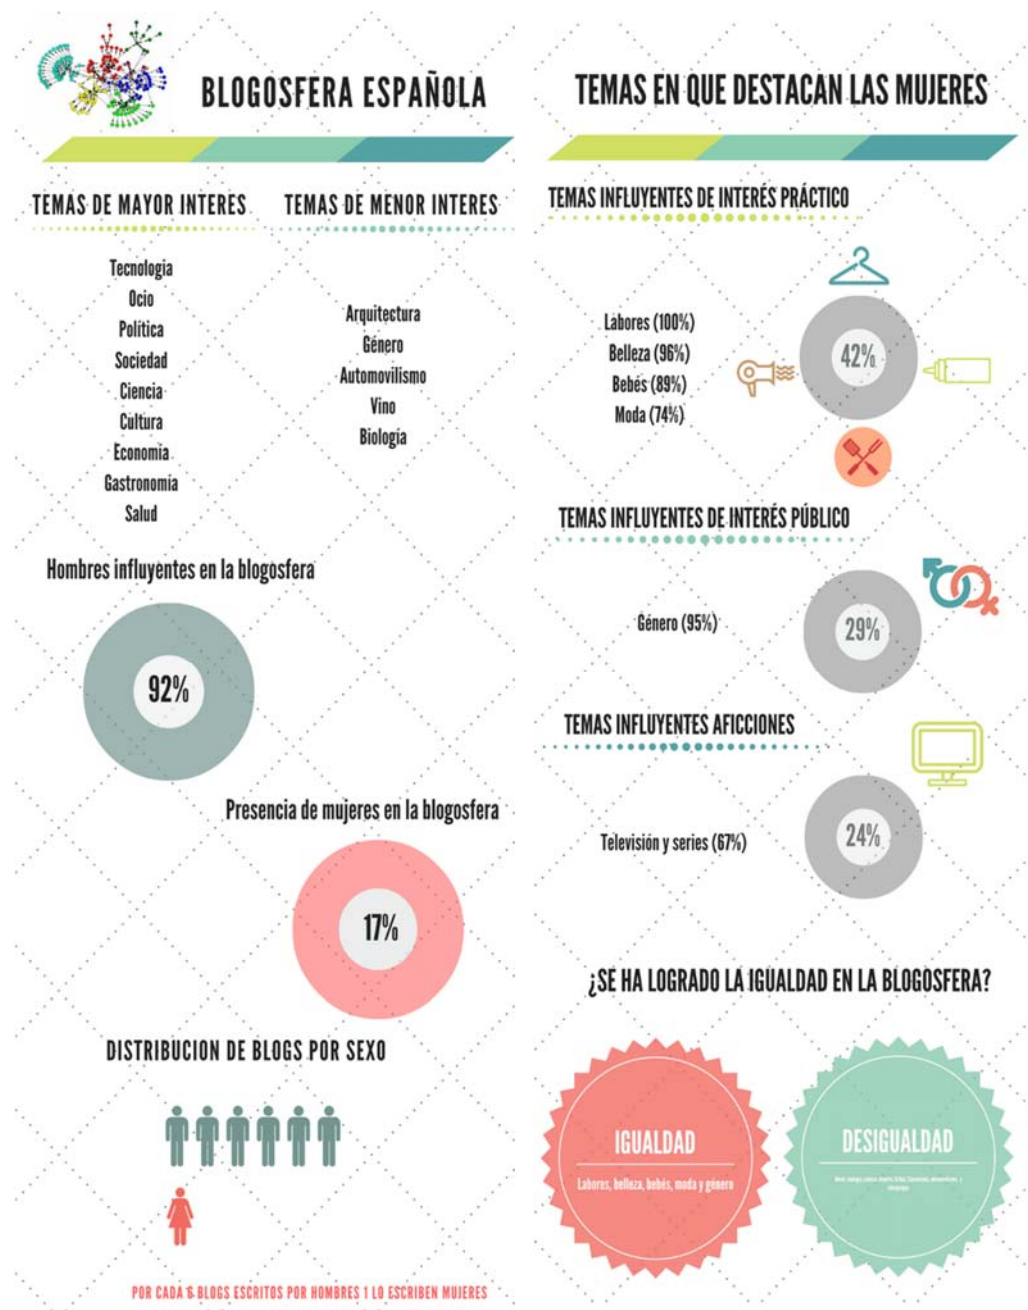 BLOGOSFERA ESPAÑOLA
TEMAS DE MAYOR INTERES
Tecnologia
Ocio
Política
Sociedad
Ciencia
Cultura
Economia
Gastronomia
Salud
TEMAS DE MENOR INTERES
Arquitectura
Género
Automovilismo
Vino
Biología
Hombres influyentes en la blogosfera
92%
Presencia de mujeres en la blogosfera
17%
DISTRIBUCION DE BLOGS POR SEXO
POR CADA 6 BLOGS ESCRITOS POR HOMBRES 1 LO ESCRIBEN MUJERES
TEMAS EN QUE DESTACAN LAS MUJERES
TEMAS INFLUYENTES DE INTERÉS PRÁCTICO
Labores (100%)
Belleza (96%)
Bebés (89%)
Moda (74%)
42%
TEMAS INFLUYENTES DE INTERÉS PÚBLICO
Género (95%)
29%
TEMAS INFLUYENTES AFICCIONES
Televisión y series (67%)
24%
¿SE HA LOGRADO LA IGUALDAD EN LA BLOGOSFERA?
IGUALDAD
Labores, belleza, bebés, moda y género
DESIGUALDAD